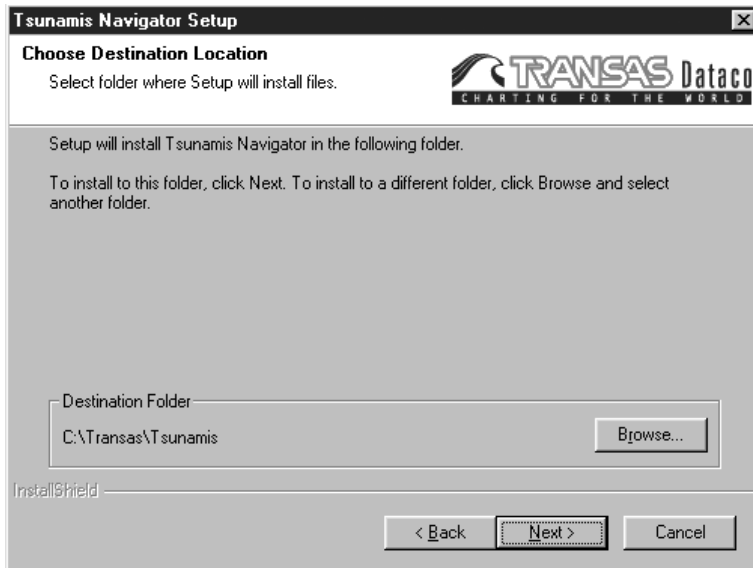 Tsunamis Navigator Setup
Choose Destination Location
Select folder where Setup will install files.
TRANSAS Dataco
CHARTING FOR THE WORLD
Setup will install Tsunamis Navigator in the following folder.
To install to this folder, click Next. To install to a different folder, click Browse and select
another folder.
Destination Folder
C:\Transas\Tsunamis
Browse...
InstallShield
< Back
Next >
Cancel